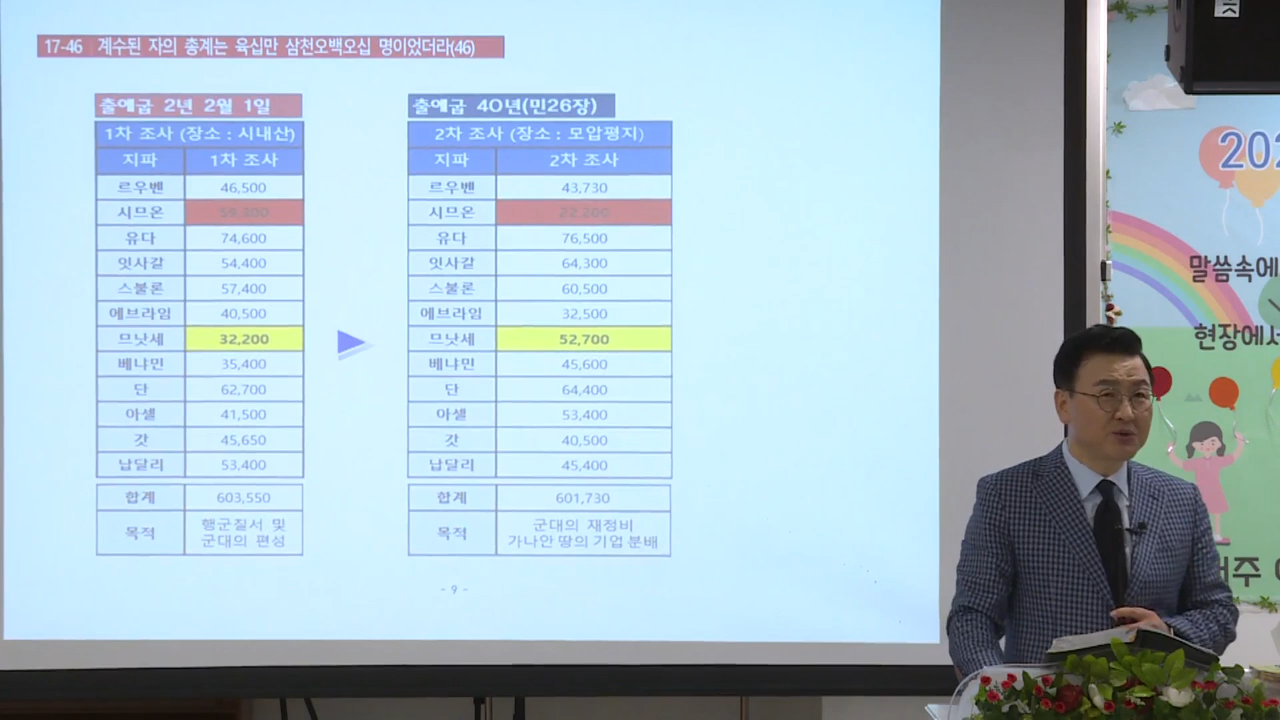 17-46 계수된 자의 총계는 육십만 삼천오백오십 명이었더라(46)
출애굽 2년 2월 1일
1차 조사 (장소 : 시내산)
지파 1차 조사
르우벤 46,500
시므온 59,300
유다 74,600
잇사갈 54,400
스불론 57,400
에브라임 40,500
므낫세 32,200
베냐민 35,400
단 62,700
아셀 41,500
갓 45,650
납달리 53,400
합계 603,550
목적 행군질서 및
군대의 편성
출애굽 40년(민26장)
2차 조사 (장소 : 모압평지)
지파 2차 조사
르우벤 43,730
시므온 22,200
유다 76,500
잇사갈 64,300
스불론 60,500
에브라임 32,500
므낫세 52,700
베냐민 45,600
단 64,400
아셀 53,400
갓 40,500
납달리 45,400
합계 601,730
목적 군대의 재정비
가나안 땅의 기업 분배
- 9 -
202
말씀속에
현장에서
주